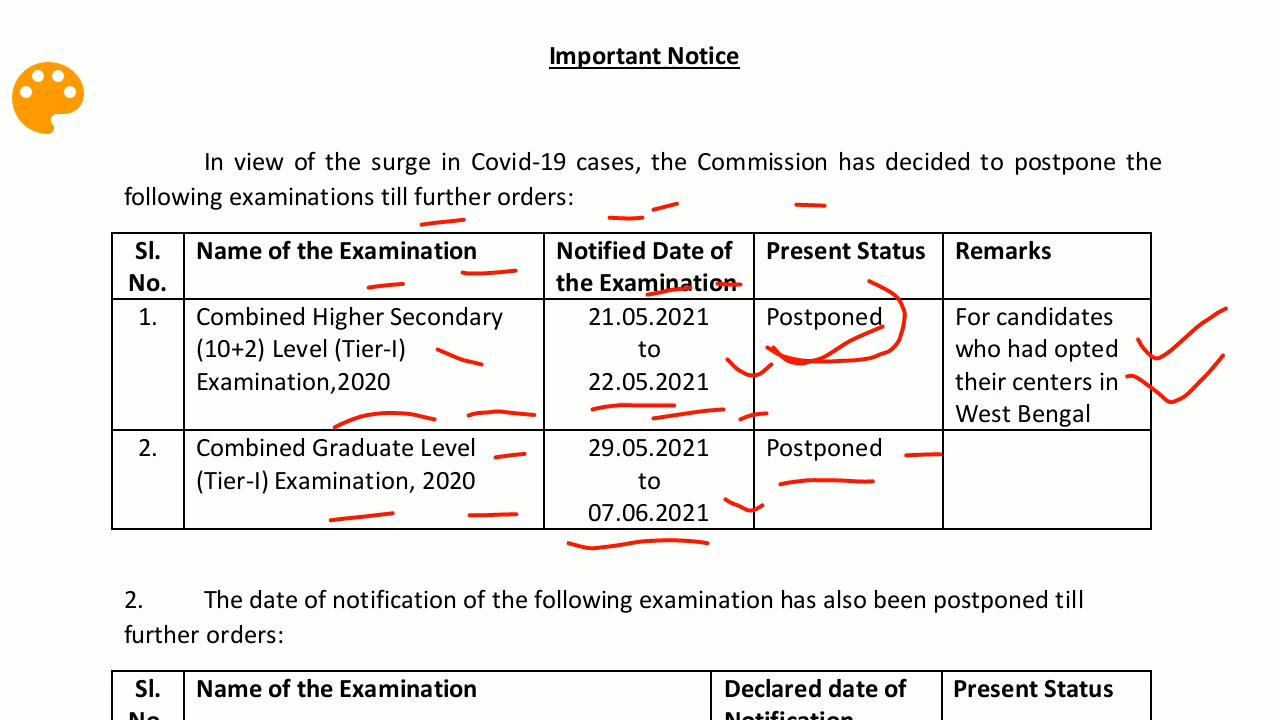 Important Notice
In view of the surge in Covid-19 cases, the Commission has decided to postpone the
following examinations till further orders:
Sl. No. Name of the Examination Notified Date of the Examination Present Status Remarks
1. Combined Higher Secondary (10+2) Level (Tier-I) Examination,2020 21.05.2021 to 22.05.2021 Postponed For candidates who had opted their centers in West Bengal
2. Combined Graduate Level (Tier-I) Examination, 2020 29.05.2021 to 07.06.2021 Postponed
2. The date of notification of the following examination has also been postponed till
further orders:
Sl. No. Name of the Examination Declared date of Notification Present Status